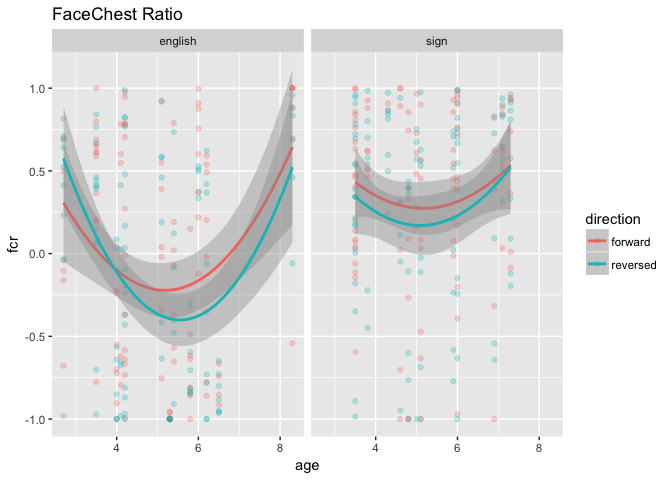 FaceChest Ratio
english sign
1.0
0.5
0.0
-0.5
-1.0
fcr
4 6 8 4 6 8
age
direction
forward
reversed